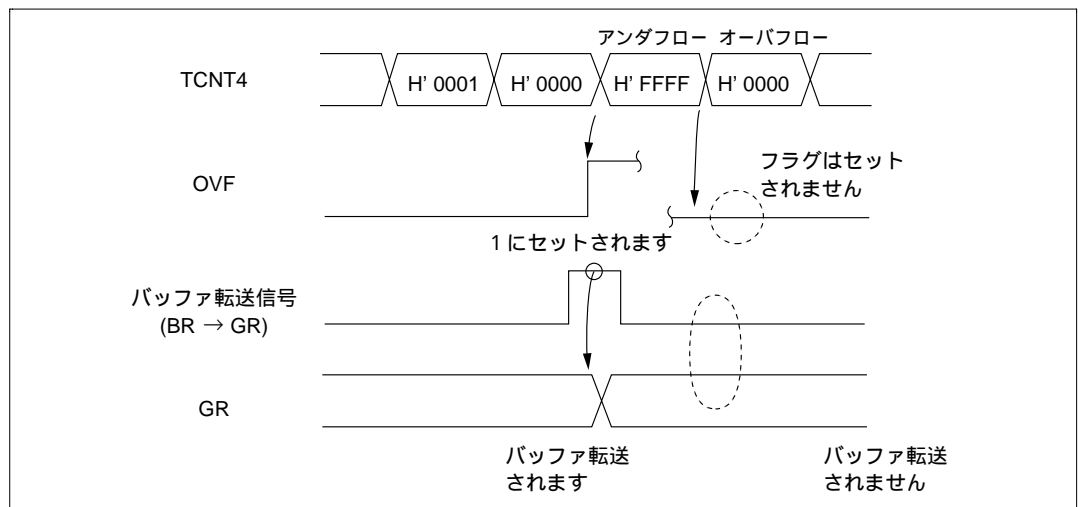 アンダフロー オーバフロー
TCNT4
H' 0001
H' 0000
H' FFFF
H' 0000
フラグはセット
されません
OVF
1 にセットされます
バッファ転送信号
(BR → GR)
GR
バッファ転送
されます
バッファ転送
されません